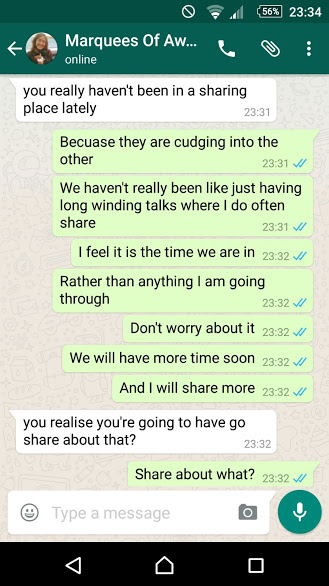 56% 23:34
Marquees Of Aw...
online
you really haven't been in a sharing
place lately
23:31
Becuase they are cudging into the
other
23:31
We haven't really been like just having
long winding talks where I do often
share
23:31
I feel it is the time we are in 23:32
Rather than anything I am going
through
23:32
Don't worry about it 23:32
We will have more time soon 23:32
And I will share more 23:32
you realise you're going to have go
share about that?
23:32
Share about what? 23:32
Type a message